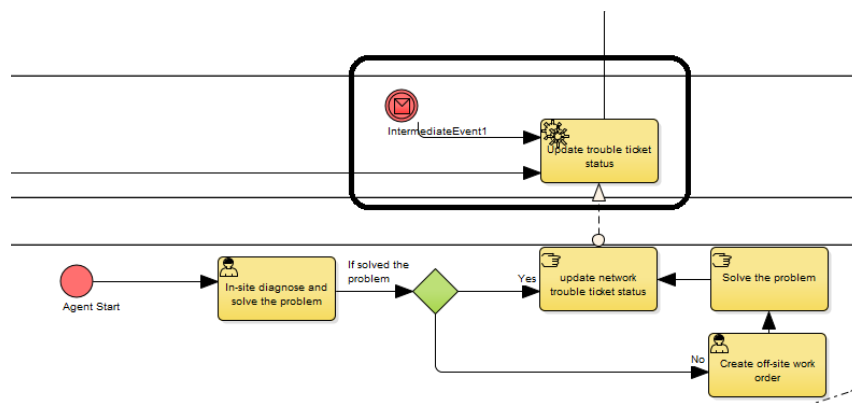 IntermediateEvent1
Update trouble ticket
status
If solved the
problem
In-site diagnose and
solve the problem
Yes
update network
trouble ticket status
Solve the problem
Agent Start
No
Create off-site work
order